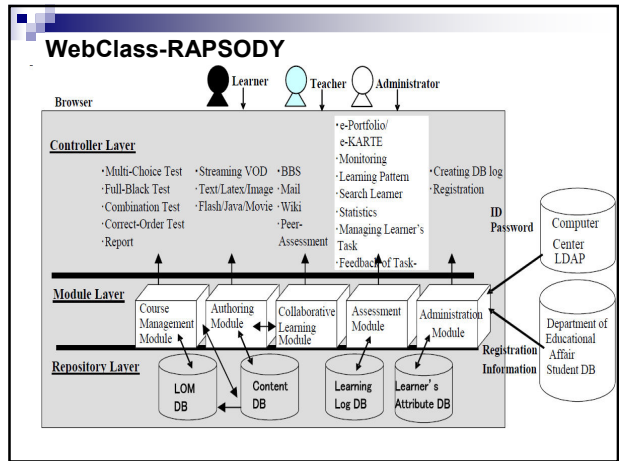 WebClass-RAPSODY
Learner
Teacher
Administrator
Browser
Controller Layer
・Multi-Choice Test
・Full-Black Test
・Combination Test
・Correct-Order Test
・Report
・Streaming VOD
・Text/Latex/Image
・Flash/Java/Movie
・BBS
・Mail
・Wiki
・Peer-
Assessment
・e-Portfolio/
e-KARTE
・Monitoring
・Learning Pattern
・Search Learner
・Statistics
・Managing Learner's
Task
・Feedback of Task-
・Creating DB log
・Registration
ID
Password
Computer
Center
LDAP
Module Layer
Course
Management
Module
Authoring
Module
Collaborative
Learning
Module
Assessment
Module
Administration
Module
Department of
Educational
Affair
Student DB
Registration
Information
Repository Layer
LOM
DB
Content
DB
Learning
Log DB
Learner's
Attribute DB